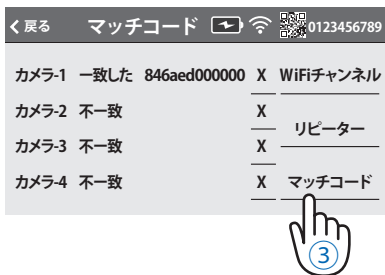 戻る マッチコード 0123456789
カメラ-1 一致した 846aed000000 X WiFiチャンネル
カメラ-2 不一致 X
リピーター
カメラ-3 不一致 X
カメラ-4 不一致 X マッチコード
3